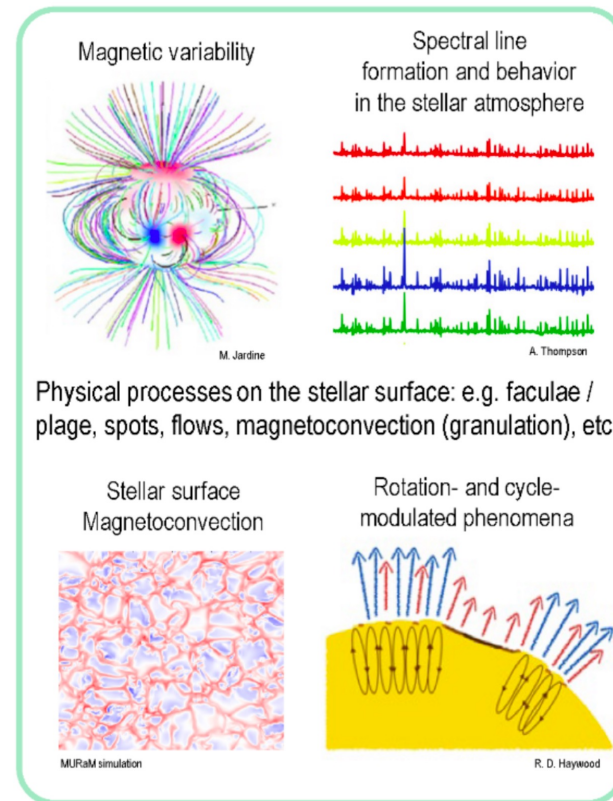 Magnetic variability
Spectral line
formation and behavior
in the stellar atmosphere
M. Jardine
A. Thompson
Physical processes on the stellar surface: e.g. faculae /
plage, spots, flows, magnetoconvection (granulation), etc
Stellar surface
Magnetoconvection
Rotation- and cycle-
modulated phenomena
MURaM simulation
R. D. Haywood